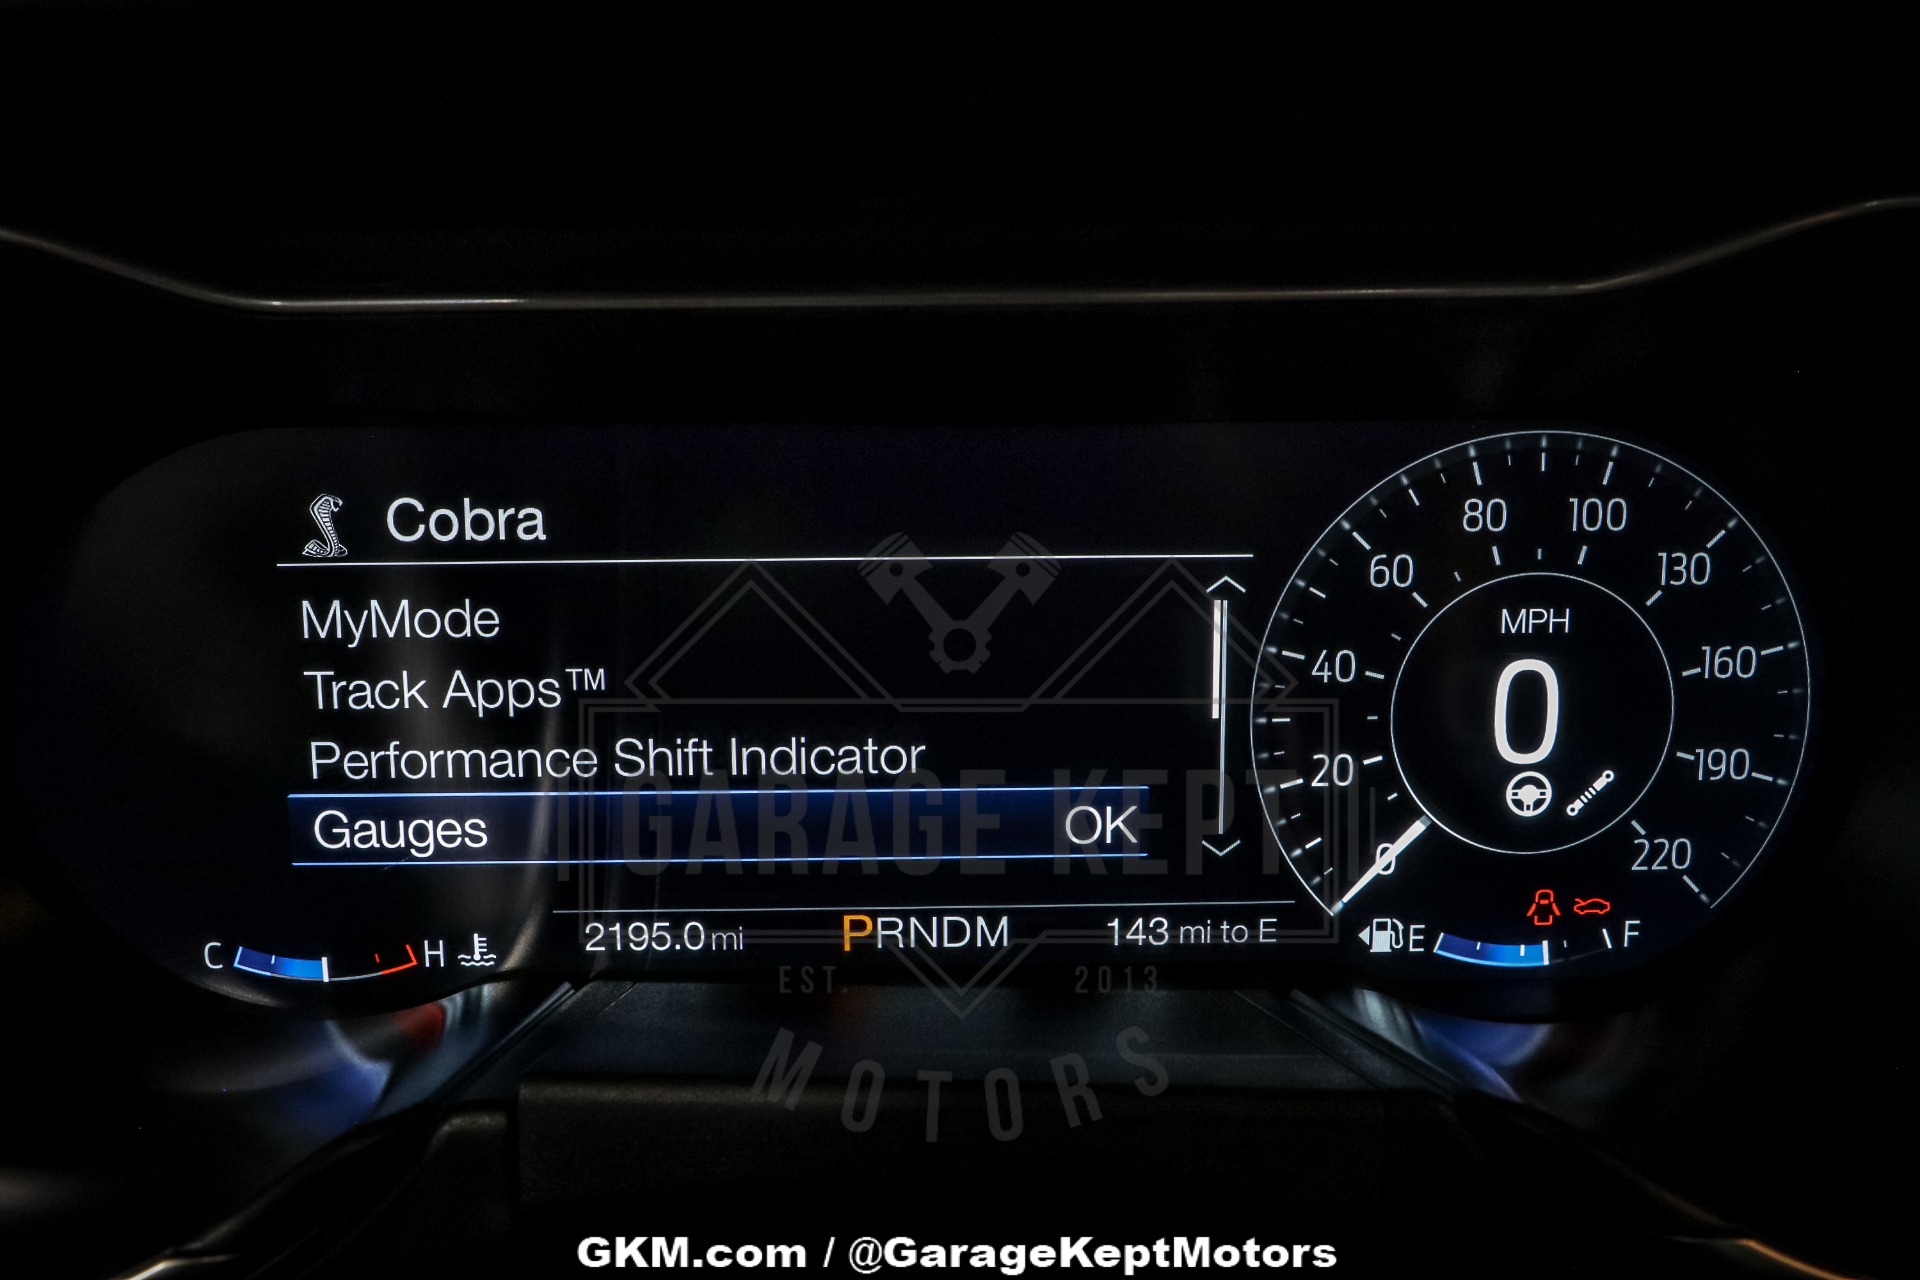 Cobra
MyMode
Track Apps™
Performance Shift Indicator
Gauges OK
2195.0 mi PRNDM 143 mi to E
C H
MPH
0
0 20 40 60 80 100 130 160 190 220
E F
GARAGE KEPT
EST. 2013
MOTORS
GKM.com / @GarageKeptMotors